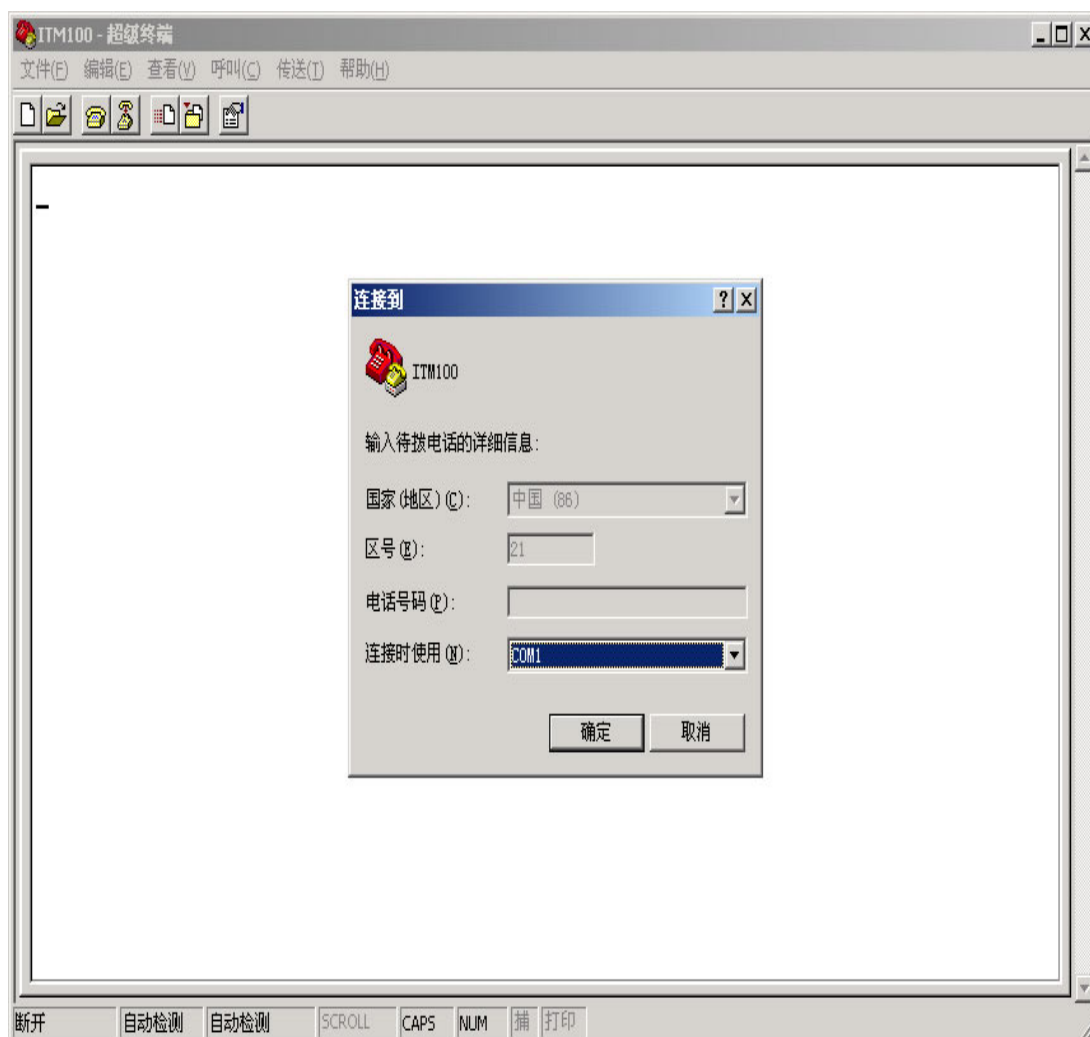 ITM100 - 超级终端
文件(F) 编辑(E) 查看(V) 呼叫(C) 传送(T) 帮助(H)
连接到
ITM100
输入待拨电话的详细信息:
国家(地区)(C): 中国 (86)
区号(E): 21
电话号码(P):
连接时使用(N): COM1
确定 取消
断开 自动检测 自动检测 SCROLL CAPS NUM 捕 打印